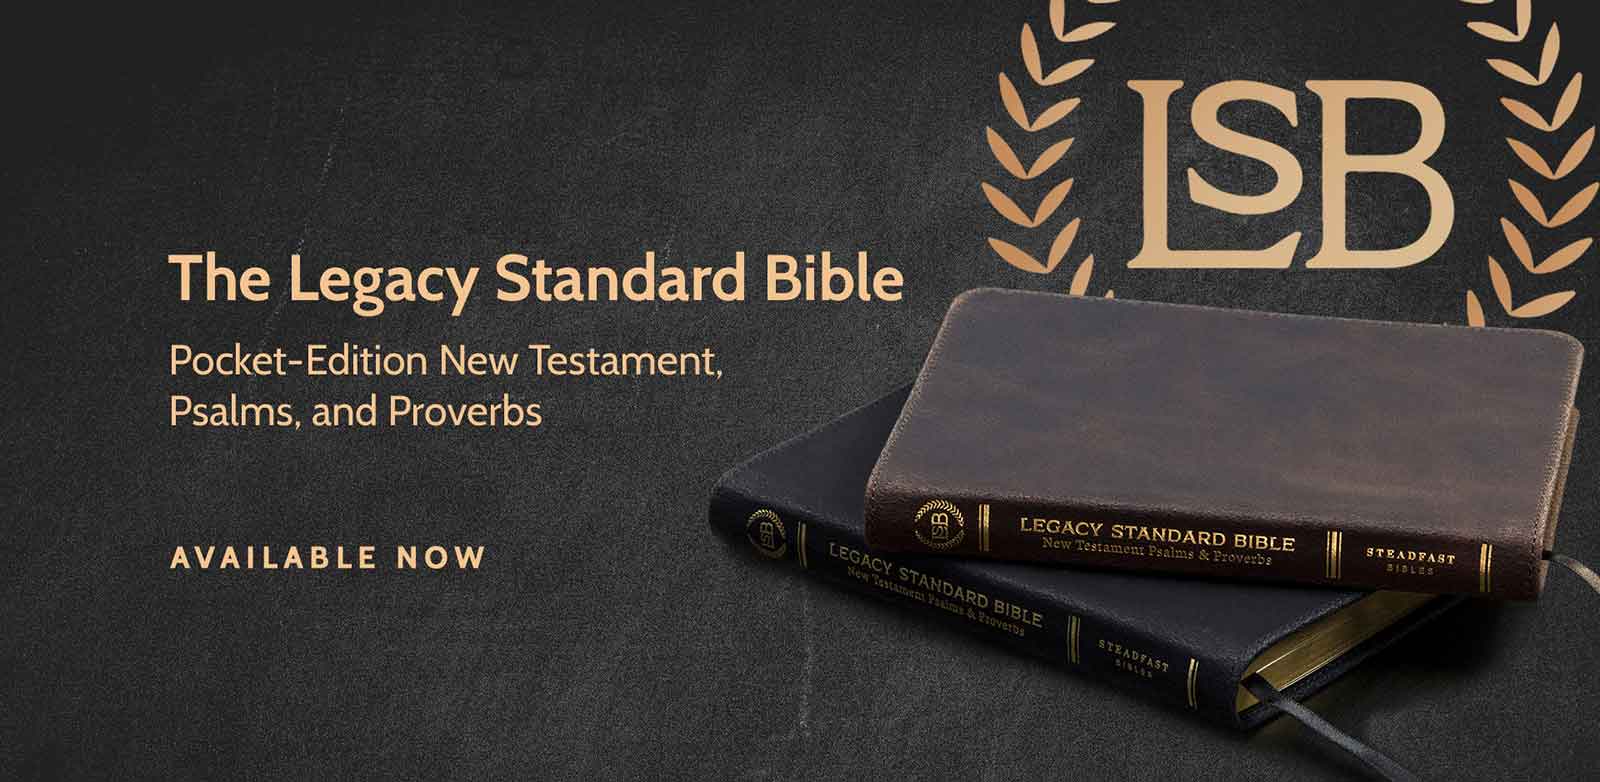 LSB
The Legacy Standard Bible
Pocket-Edition New Testament,
Psalms, and Proverbs
AVAILABLE NOW
LSB
LEGACY STANDARD BIBLE
New Testament Psalms & Proverbs
STEADFAST
BIBLES
LSB
LEGACY STANDARD BIBLE
New Testament Psalms & Proverbs
STEADFAST
BIBLES